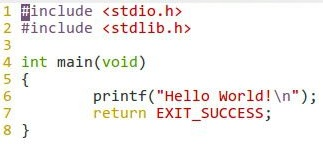 1 #include <stdio.h>
2 #include <stdlib.h>
3
4 int main(void)
5 {
6         printf("Hello World!\n");
7         return EXIT_SUCCESS;
8 }